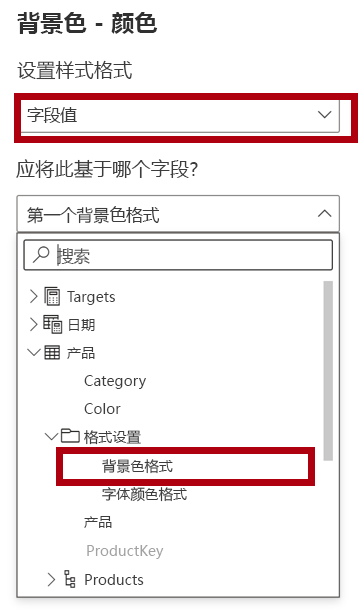 背景色 - 颜色
设置样式格式
字段值
应将此基于哪个字段?
第一个背景色格式
搜索
Targets
日期
产品
Category
Color
格式设置
背景色格式
字体颜色格式
产品
ProductKey
Products